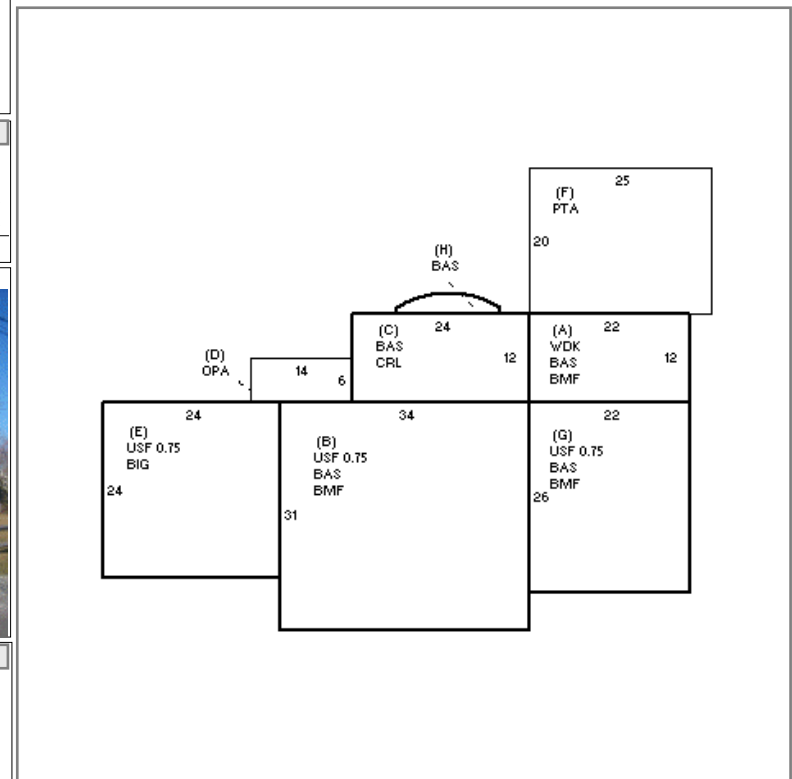 25
(F)
PTA
20
(H)
BAS
(C)
BAS
CRL
24
12
(A)
WDK
BAS
BMF
22
12
(D)
OPA
14
6
24
(E)
USF 0.75
BIG
24
34
(B)
USF 0.75
BAS
BMF
31
22
(G)
USF 0.75
BAS
BMF
26